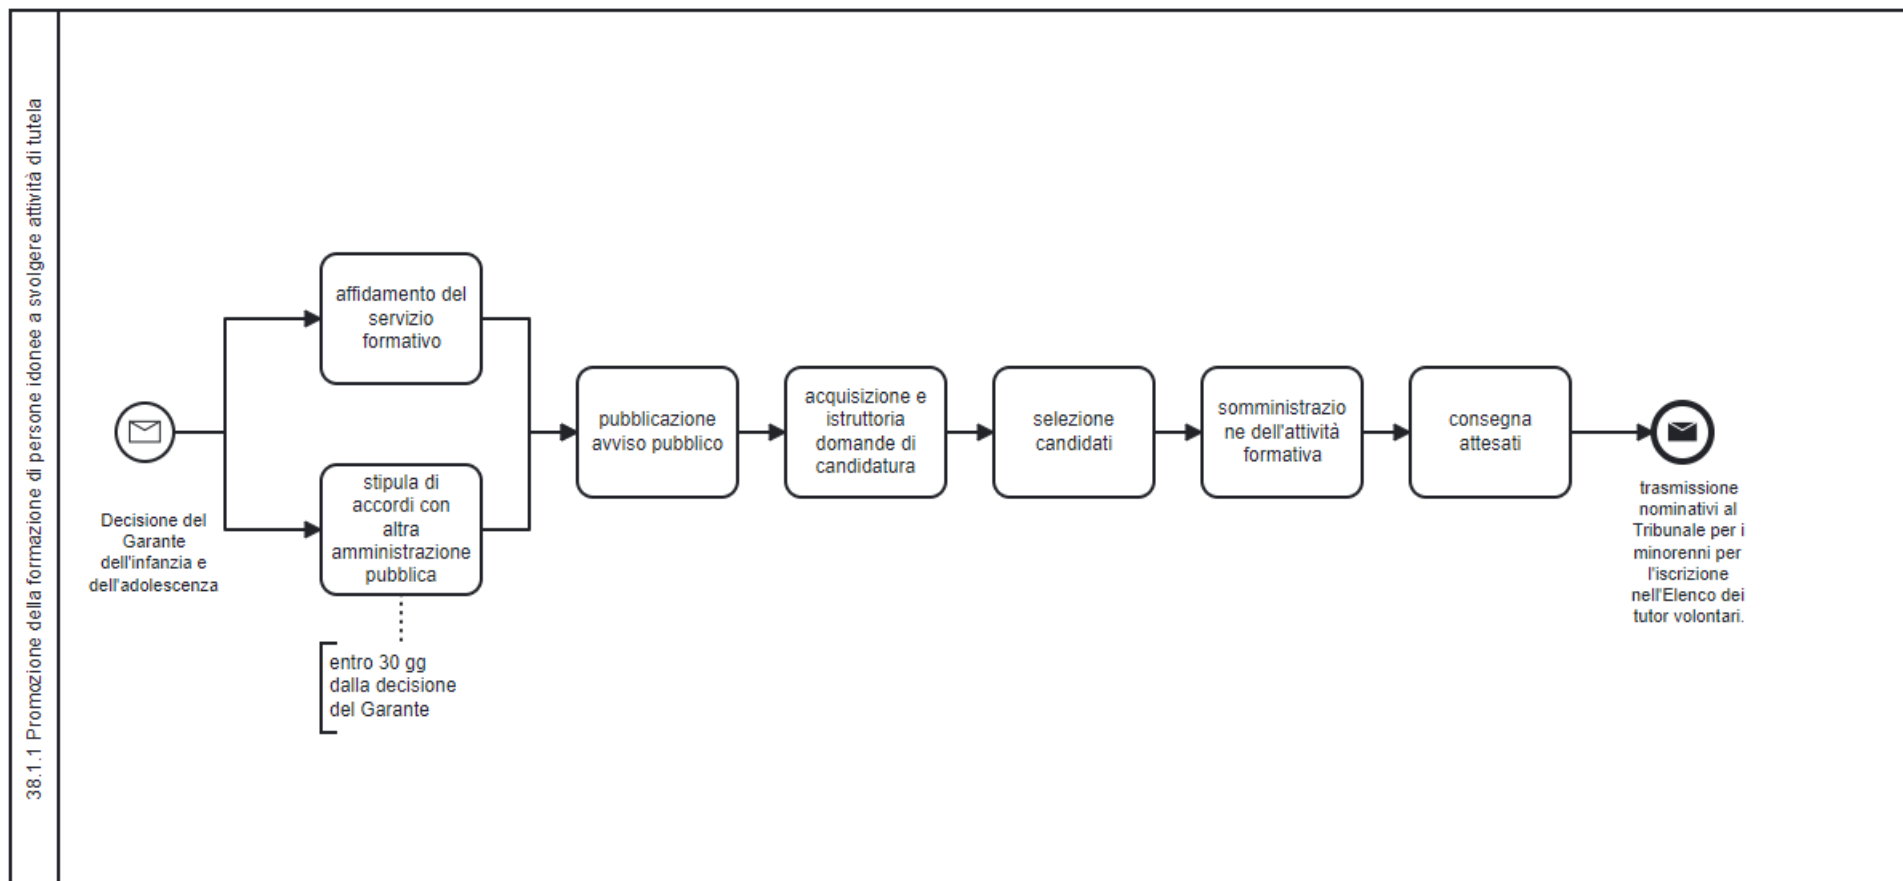 38.1.1 Promozione della formazione di persone idonee a svolgere attività di tutela
Decisione del
Garante
dell'infanzia e
dell'adolescenza
affidamento del
servizio
formativo
stipula di
accordi con
altra
amministrazione
pubblica
entro 30 gg
dalla decisione
del Garante
pubblicazione
avviso pubblico
acquisizione e
istruttoria
domande di
candidatura
selezione
candidati
somministrazio
ne dell'attività
formativa
consegna
attesati
trasmissione
nominativi al
Tribunale per i
minorenni per
l'iscrizione
nell'Elenco dei
tutor volontari.